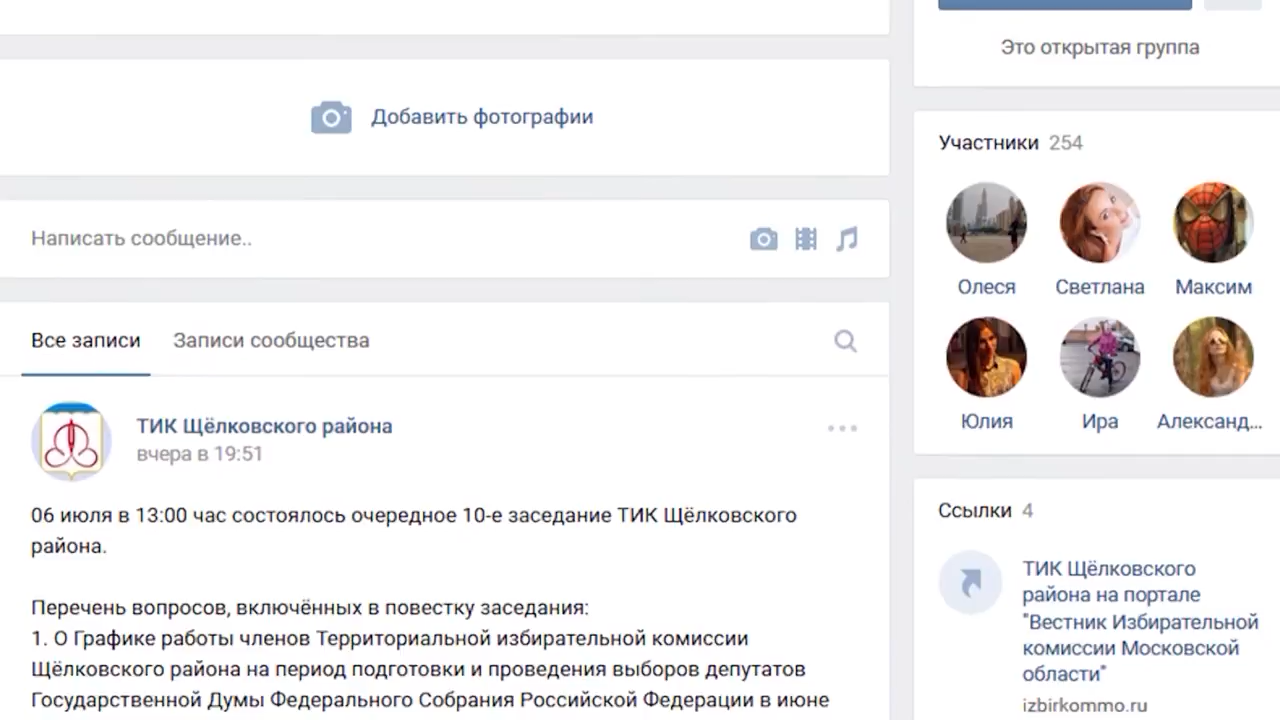 Это открытая группа
Добавить фотографии
Участники 254
Написать сообщение..
Олеся Светлана Максим
Все записи Записи сообщества
Юлия Ира Александ...
ТИК Щёлковского района
вчера в 19:51
06 июля в 13:00 час состоялось очередное 10-е заседание ТИК Щёлковского
района.
Перечень вопросов, включённых в повестку заседания:
1. О Графике работы членов Территориальной избирательной комиссии
Щёлковского района на период подготовки и проведения выборов депутатов
Государственной Думы Федерального Собрания Российской Федерации в июне
Ссылки 4
ТИК Щёлковского
района на портале
"Вестник Избирательной
комиссии Московской
области"
izbirkommo.ru